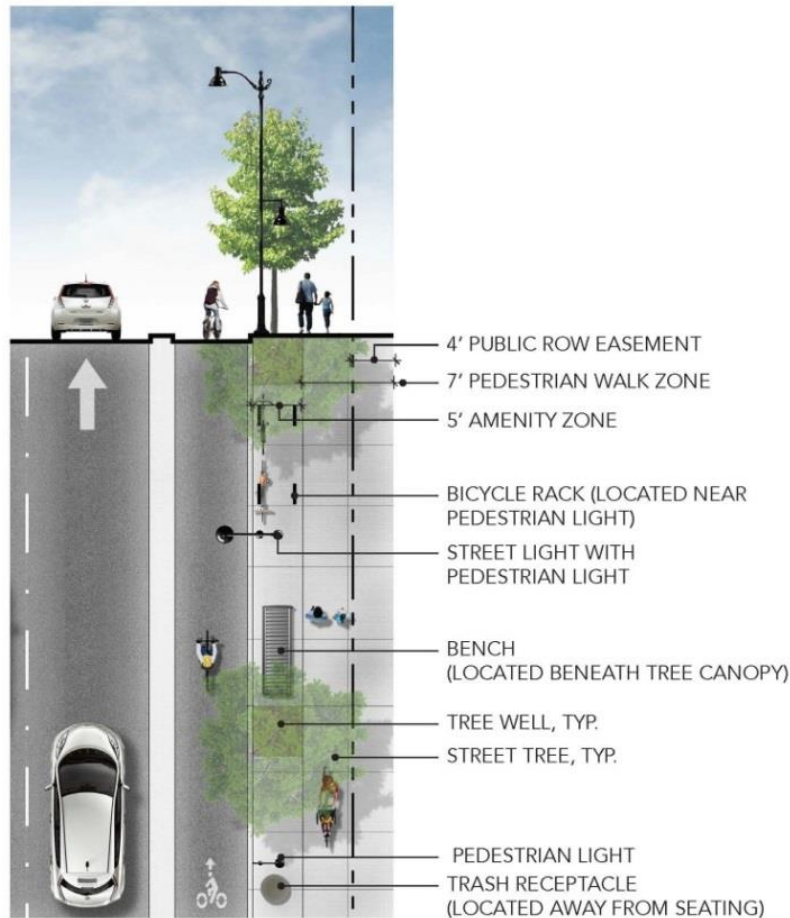 4' PUBLIC ROW EASEMENT
7' PEDESTRIAN WALK ZONE
5' AMENITY ZONE
BICYCLE RACK (LOCATED NEAR
PEDESTRIAN LIGHT)
STREET LIGHT WITH
PEDESTRIAN LIGHT
BENCH
(LOCATED BENEATH TREE CANOPY)
TREE WELL, TYP.
STREET TREE, TYP.
PEDESTRIAN LIGHT
TRASH RECEPTACLE
(LOCATED AWAY FROM SEATING)